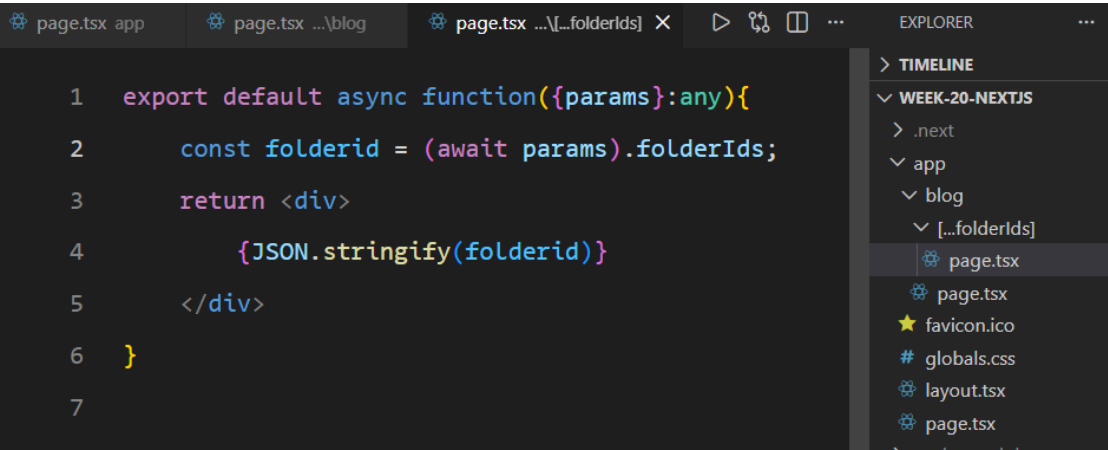 page.tsx app page.tsx ...\blog page.tsx ...\[...folderIds] EXPLORER
TIMELINE
WEEK-20-NEXTJS
.next
app
blog
[...folderIds]
page.tsx
page.tsx
favicon.ico
# globals.css
layout.tsx
page.tsx
1 export default async function({params}:any){
2 const folderid = (await params).folderIds;
3 return <div>
4 {JSON.stringify(folderid)}
5 </div>
6 }
7